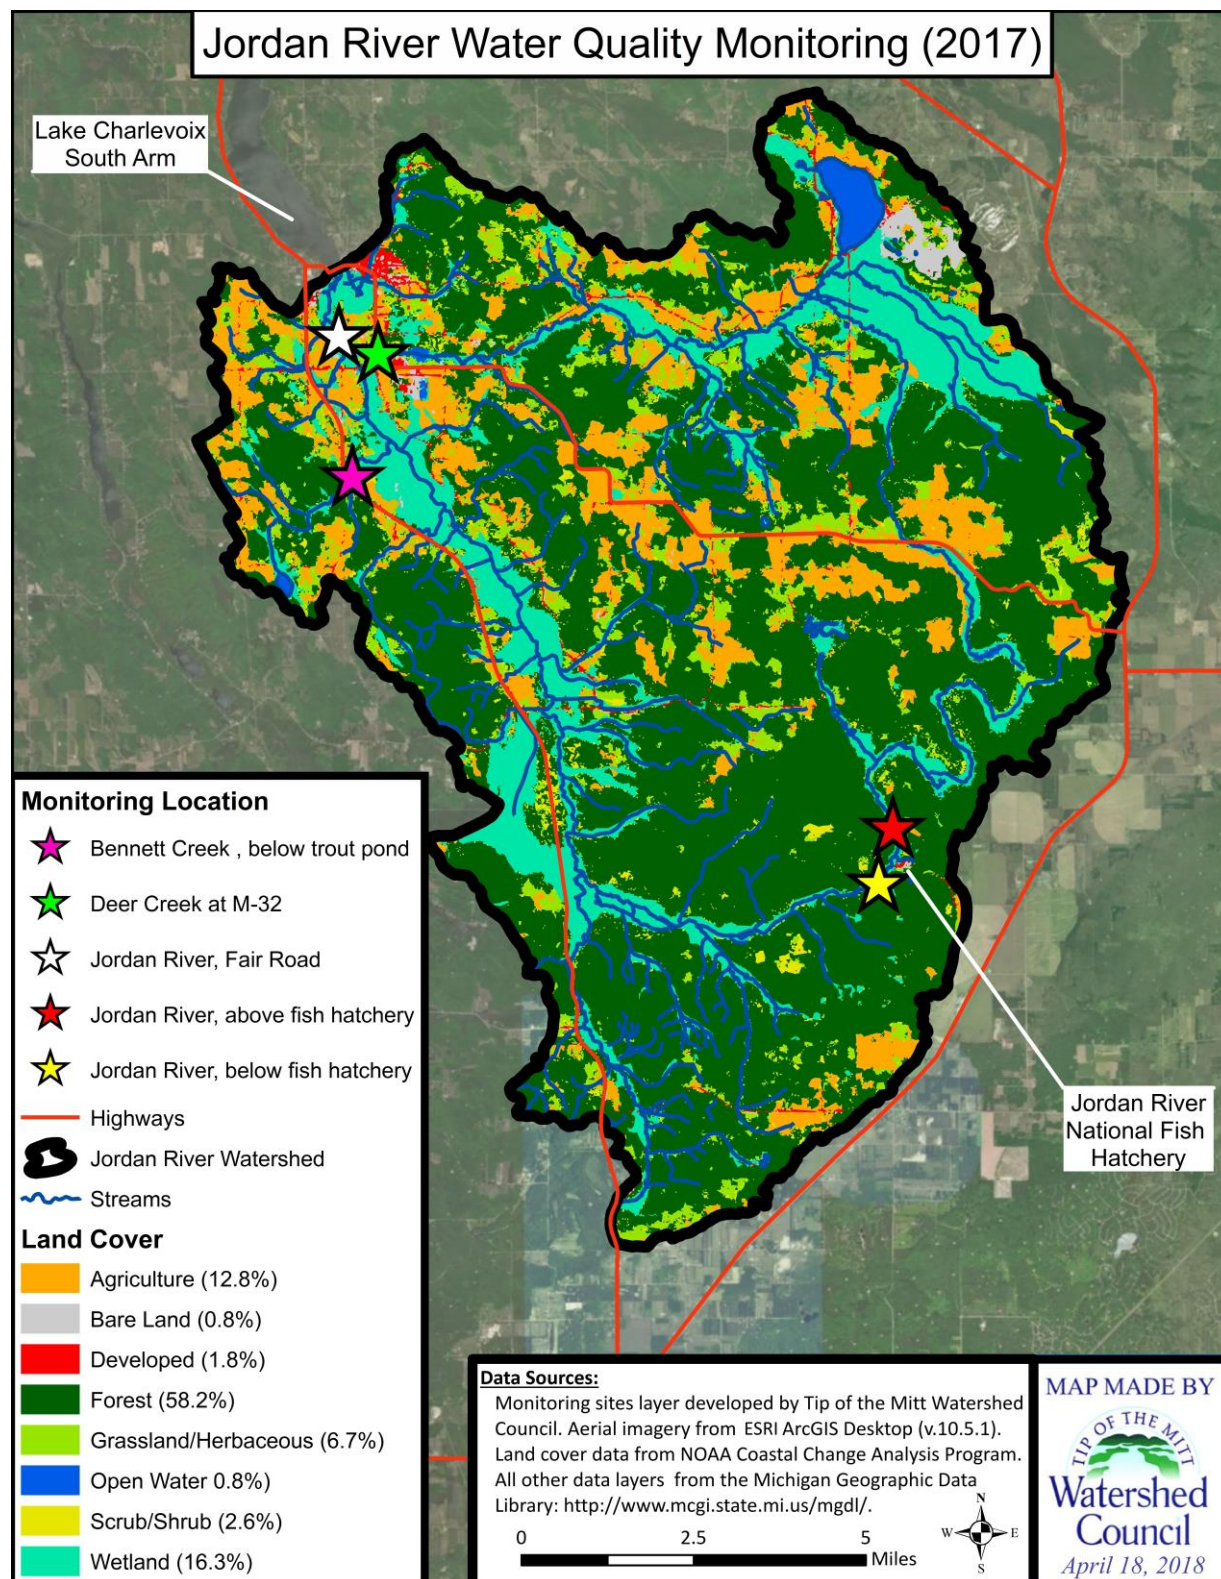 Jordan River Water Quality Monitoring (2017)
Lake Charlevoix
South Arm
Jordan River
National Fish
Hatchery
Monitoring Location
Bennett Creek , below trout pond
Deer Creek at M-32
Jordan River, Fair Road
Jordan River, above fish hatchery
Jordan River, below fish hatchery
Highways
Jordan River Watershed
Streams
Land Cover
Agriculture (12.8%)
Bare Land (0.8%)
Developed (1.8%)
Forest (58.2%)
Grassland/Herbaceous (6.7%)
Open Water 0.8%)
Scrub/Shrub (2.6%)
Wetland (16.3%)
Data Sources:
Monitoring sites layer developed by Tip of the Mitt Watershed
Council. Aerial imagery from ESRI ArcGIS Desktop (v.10.5.1).
Land cover data from NOAA Coastal Change Analysis Program.
All other data layers from the Michigan Geographic Data
Library: http://www.mcgi.state.mi.us/mgdl/.
0 2.5 5
Miles
N
W E
S
MAP MADE BY
TIP OF THE MITT
Watershed
Council
April 18, 2018